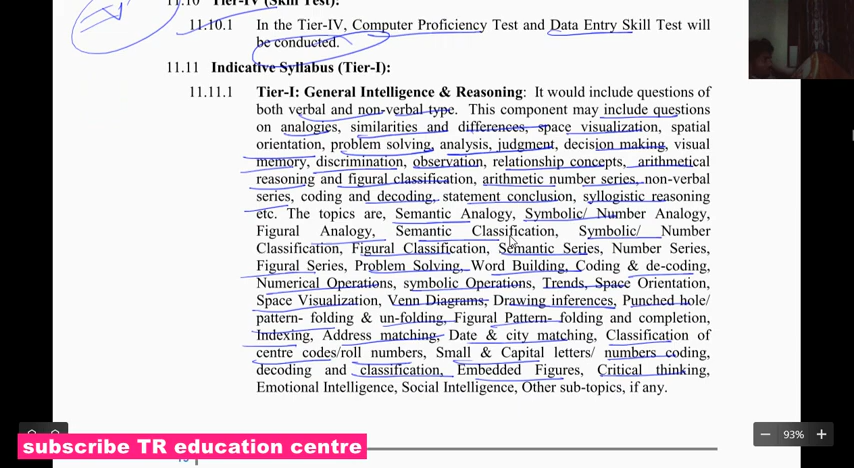 11.10 Tier-IV (Skill Test):
11.10.1 In the Tier-IV, Computer Proficiency Test and Data Entry Skill Test will
be conducted.
11.11 Indicative Syllabus (Tier-I):
11.11.1 Tier-I: General Intelligence & Reasoning: It would include questions of
both verbal and non-verbal type. This component may include questions
on analogies, similarities and differences, space visualization, spatial
orientation, problem solving, analysis, judgment, decision making, visual
memory, discrimination, observation, relationship concepts, arithmetical
reasoning and figural classification, arithmetic number series, non-verbal
series, coding and decoding, statement conclusion, syllogistic reasoning
etc. The topics are, Semantic Analogy, Symbolic/ Number Analogy,
Figural Analogy, Semantic Classification, Symbolic/ Number
Classification, Figural Classification, Semantic Series, Number Series,
Figural Series, Problem Solving, Word Building, Coding & de-coding,
Numerical Operations, symbolic Operations, Trends, Space Orientation,
Space Visualization, Venn Diagrams, Drawing inferences, Punched hole/
pattern- folding & un-folding, Figural Pattern- folding and completion,
Indexing, Address matching, Date & city matching, Classification of
centre codes/roll numbers, Small & Capital letters/ numbers coding,
decoding and classification, Embedded Figures, Critical thinking,
Emotional Intelligence, Social Intelligence, Other sub-topics, if any.
93%
subscribe TR education centre